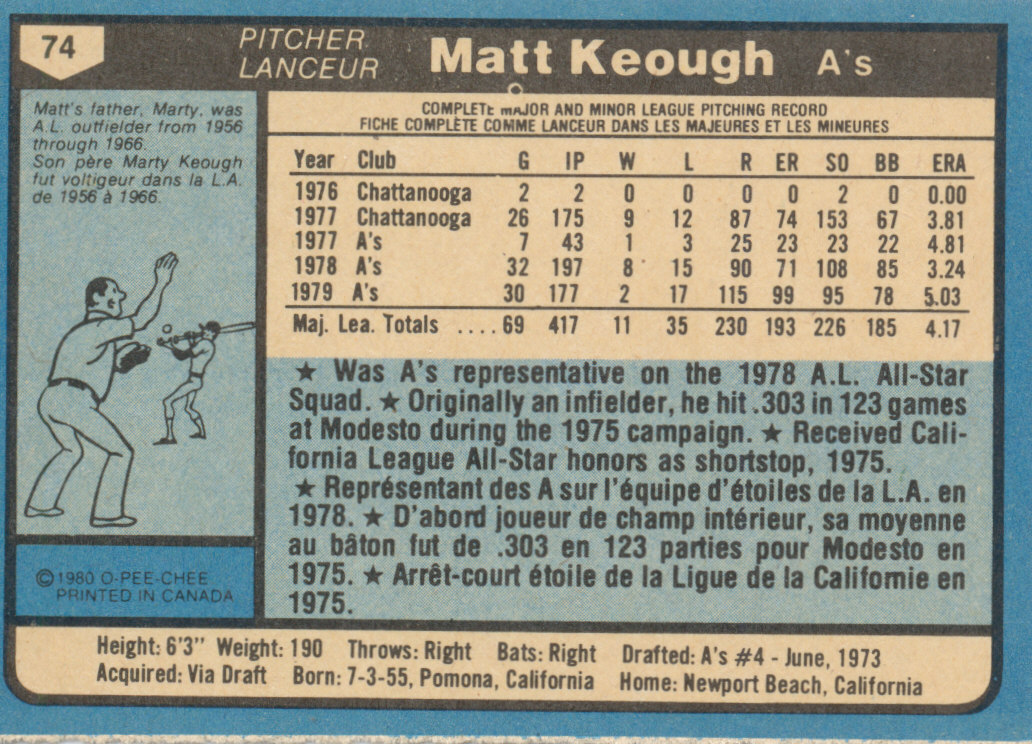 74
PITCHER
LANCEUR
Matt Keough A's
Matt's father, Marty, was
A.L. outfielder from 1956
through 1966.
Son père Marty Keough
fut voltigeur dans la L.A.
de 1956 à 1966.
COMPLETE MAJOR AND MINOR LEAGUE PITCHING RECORD
FICHE COMPLÈTE COMME LANCEUR DANS LES MAJEURES ET LES MINEURES
Year Club G IP W L R ER SO BB ERA
1976 Chattanooga 2 2 0 0 0 0 2 0 0.00
1977 Chattanooga 26 175 9 12 87 74 153 67 3.81
1977 A's 7 43 1 3 25 23 23 22 4.81
1978 A's 32 197 8 15 90 71 108 85 3.24
1979 A's 30 177 2 17 115 99 95 78 5.03
Maj. Lea. Totals ....69 417 11 35 230 193 226 185 4.17
★ Was A's representative on the 1978 A.L. All-Star
Squad. ★ Originally an infielder, he hit .303 in 123 games
at Modesto during the 1975 campaign. ★ Received Cali-
fornia League All-Star honors as shortstop, 1975.
★ Représentant des A sur l'équipe d'étoiles de la L.A. en
1978. ★ D'abord joueur de champ intérieur, sa moyenne
au bâton fut de .303 en 123 parties pour Modesto en
1975. ★ Arrêt-court étoile de la Ligue de la Californie en
1975.
©1980 O-PEE-CHEE
PRINTED IN CANADA
Height: 6'3" Weight: 190 Throws: Right Bats: Right Drafted: A's #4 - June, 1973
Acquired: Via Draft Born: 7-3-55, Pomona, California Home: Newport Beach, California